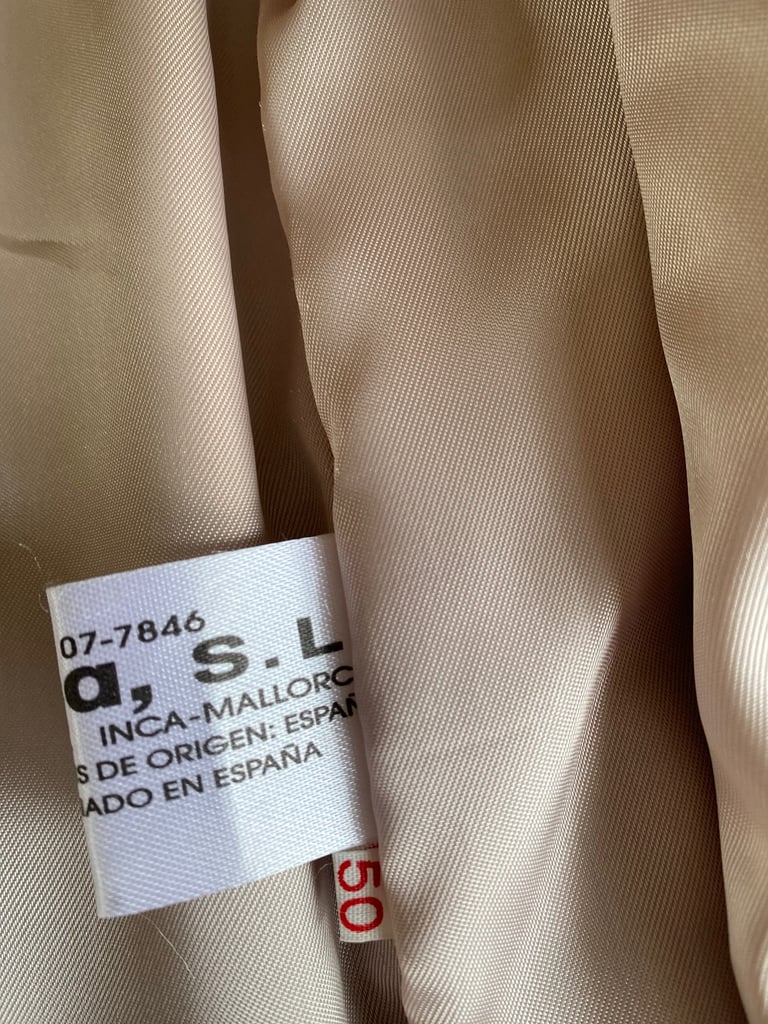 07-7846
a, S.L
INCA-MALLORC
S DE ORIGEN: ESPAÑ
ADO EN ESPAÑA
50